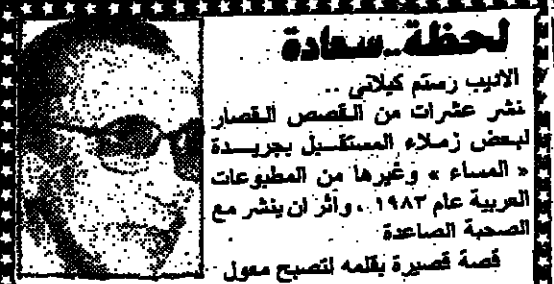 لحظة.. سعادة
الاديب رستم كيلاني ..
نشر عشرات من القصص القصار
لبعض زملاء المستقبل بجريدة
« المساء » وغيرها من المطبوعات
العربية عام ١٩٨٣ ، وآثر ان ينشر مع
الصحبة الصاعدة
قصة قصيرة بقلمه لتصبح معول